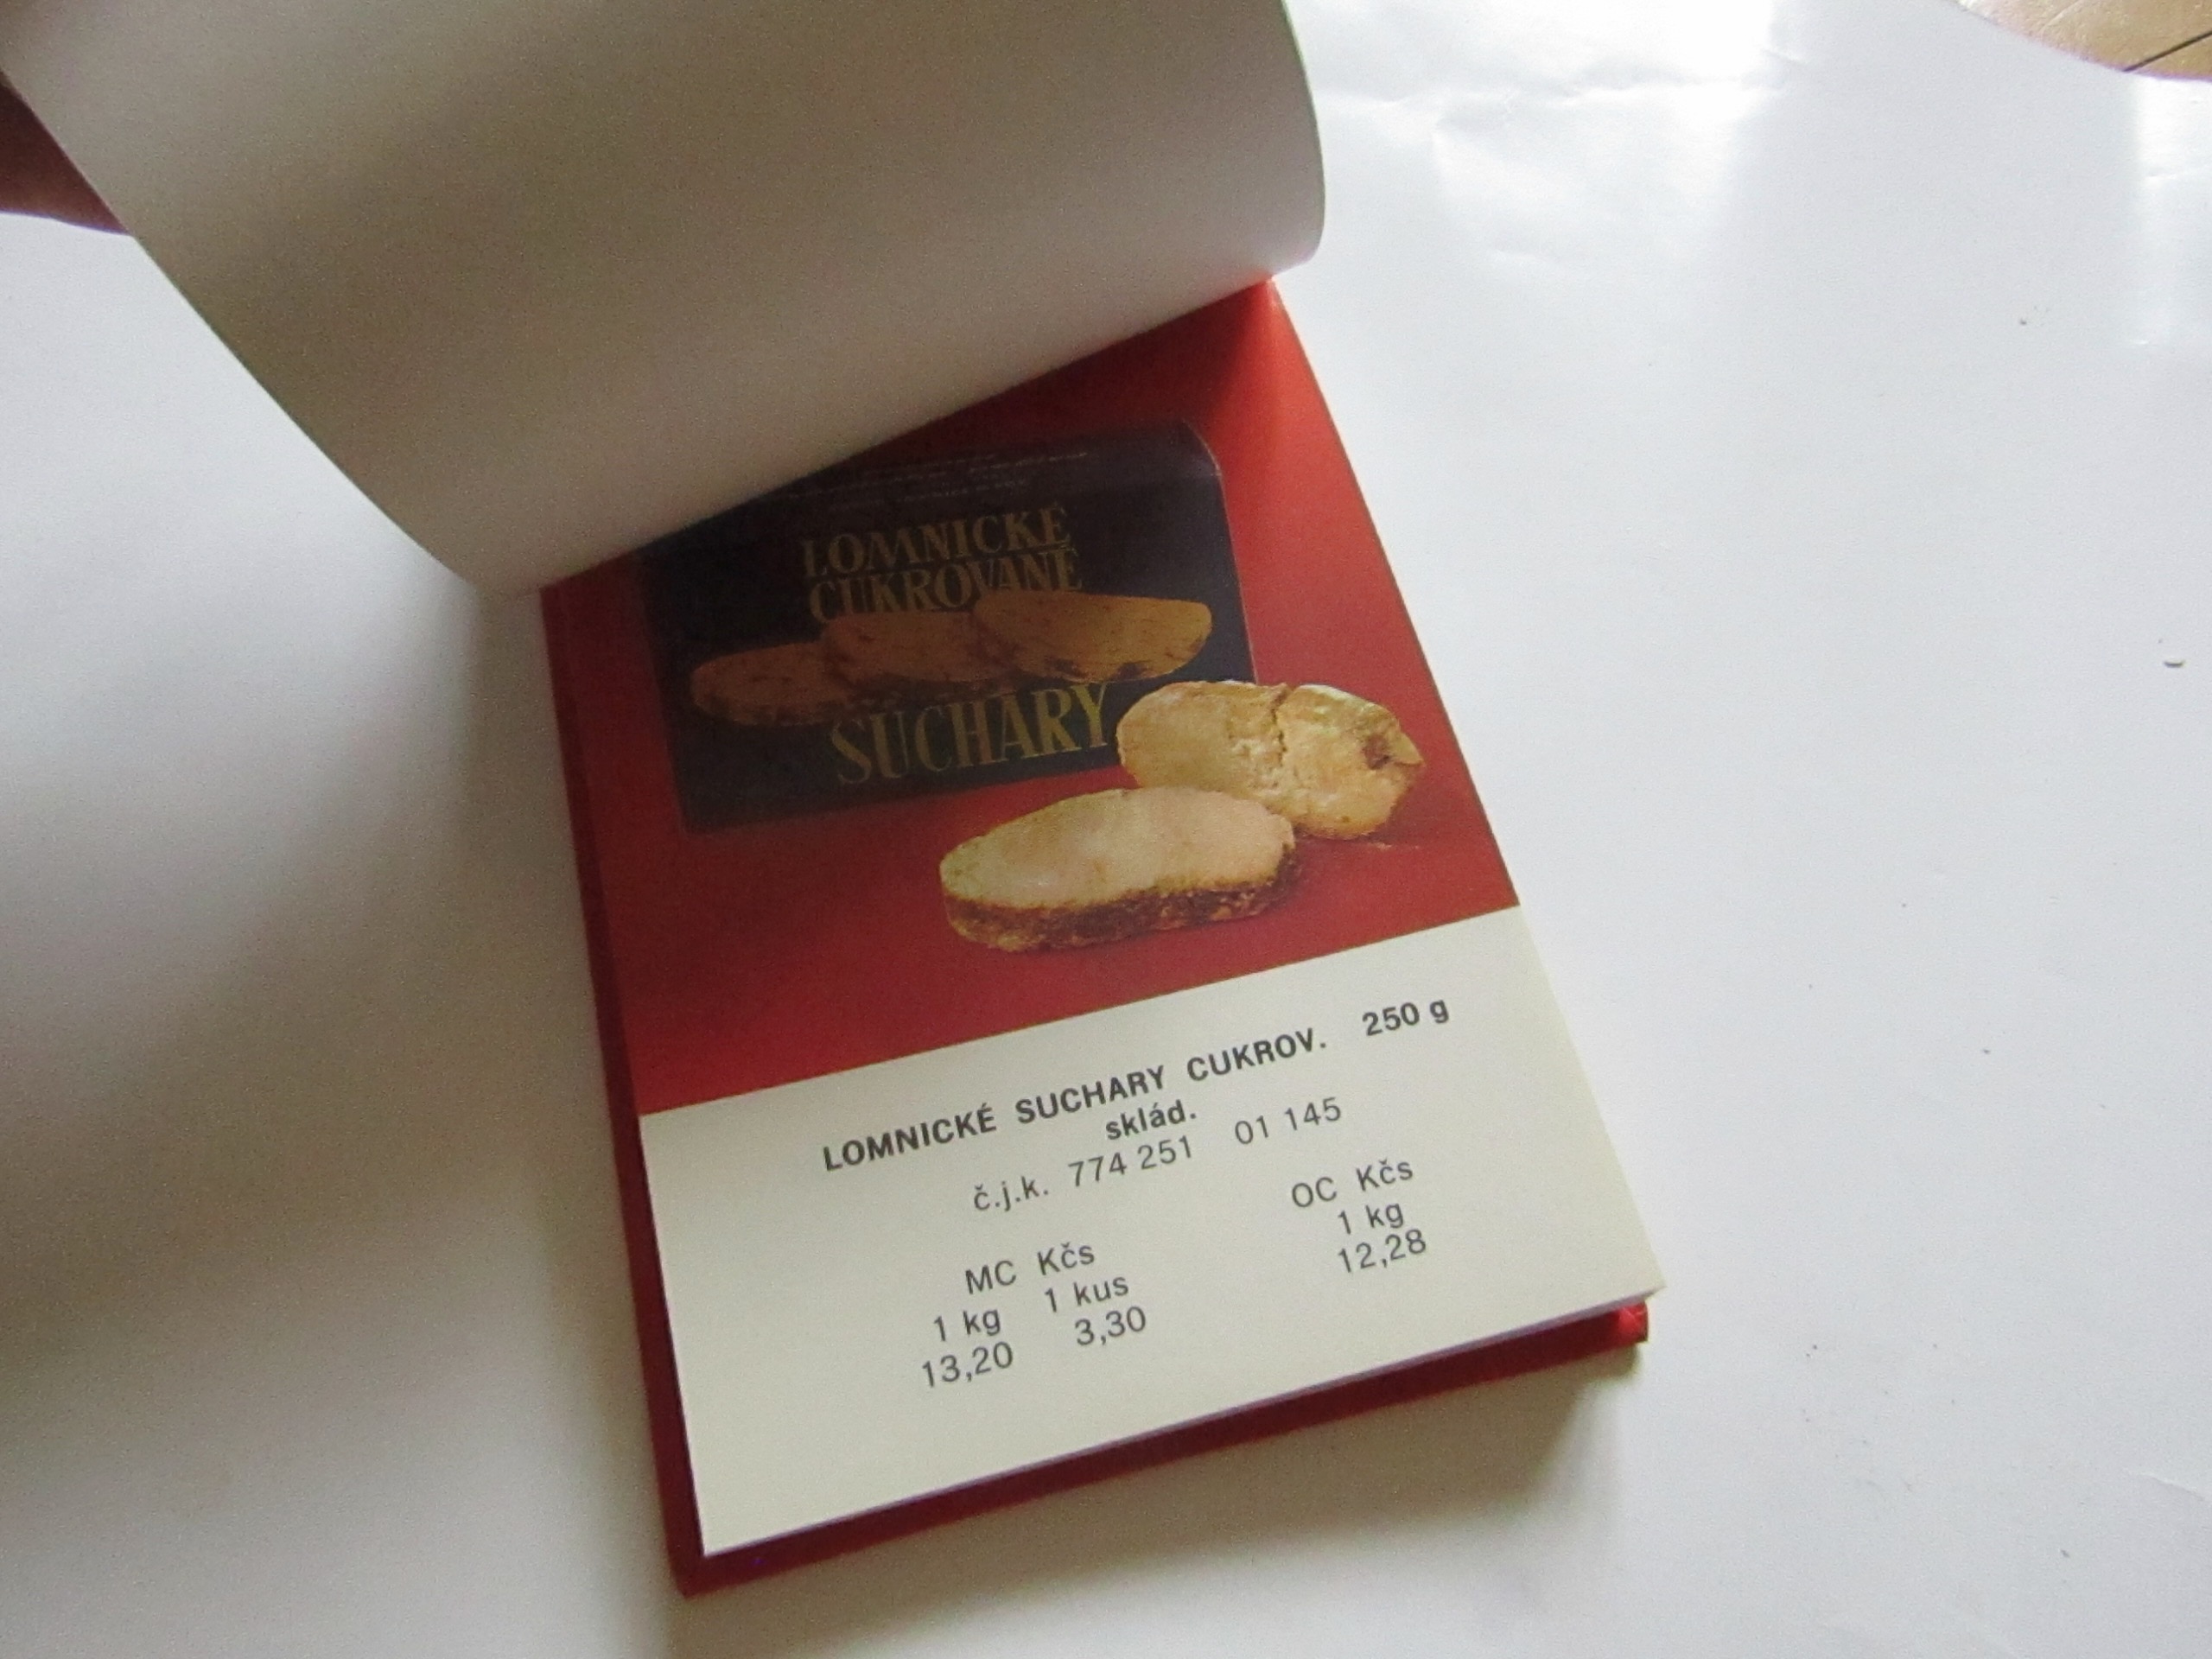 LOMNICKÉ
CUKROVANÉ
SUCHARY
LOMNICKÉ SUCHARY CUKROV. 250 g
sklád.
č.j.k. 774 251 01 145
MC Kčs OC Kčs
1 kg 1 kus 1 kg
13,20 3,30 12,28